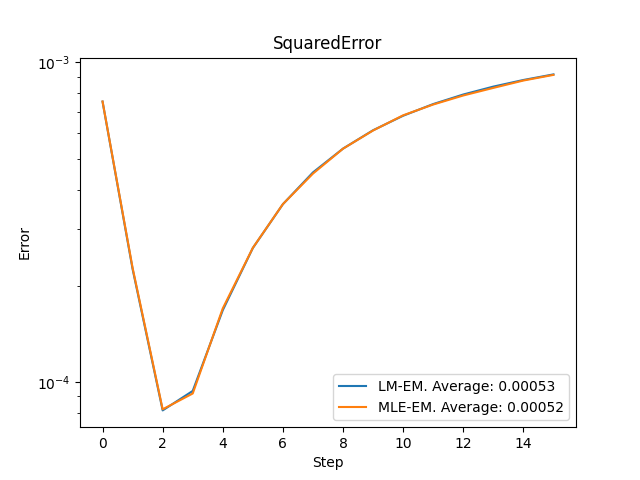 SquaredError
10⁻³
10⁻⁴
Error
0 2 4 6 8 10 12 14
Step
LM-EM. Average: 0.00053
MLE-EM. Average: 0.00052